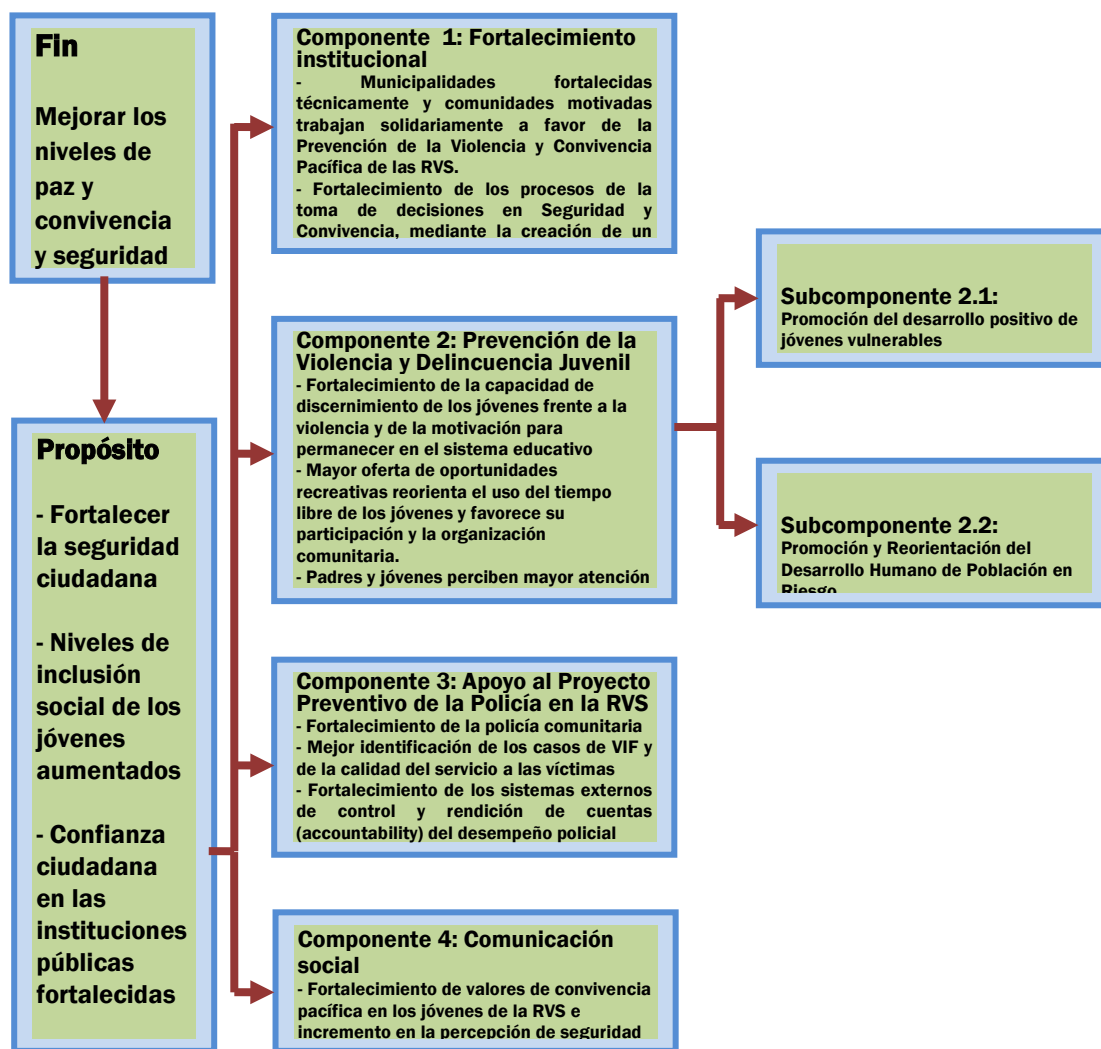 Fin
Mejorar los
niveles de
paz y
convivencia
y seguridad
Propósito
- Fortalecer
la seguridad
ciudadana
- Niveles de
inclusión
social de los
jóvenes
aumentados
- Confianza
ciudadana
en las
instituciones
públicas
fortalecidas
Componente 1: Fortalecimiento
institucional
- Municipalidades fortalecidas
técnicamente y comunidades motivadas
trabajan solidariamente a favor de la
Prevención de la Violencia y Convivencia
Pacífica de las RVS.
- Fortalecimiento de los procesos de la
toma de decisiones en Seguridad y
Convivencia, mediante la creación de un
Componente 2: Prevención de la
Violencia y Delincuencia Juvenil
- Fortalecimiento de la capacidad de
discernimiento de los jóvenes frente a la
violencia y de la motivación para
permanecer en el sistema educativo
- Mayor oferta de oportunidades
recreativas reorienta el uso del tiempo
libre de los jóvenes y favorece su
participación y la organización
comunitaria.
- Padres y jóvenes perciben mayor atención
Subcomponente 2.1:
Promoción del desarrollo positivo de
jóvenes vulnerables
Subcomponente 2.2:
Promoción y Reorientación del
Desarrollo Humano de Población en
Riesgo
Componente 3: Apoyo al Proyecto
Preventivo de la Policía en la RVS
- Fortalecimiento de la policía comunitaria
- Mejor identificación de los casos de VIF y
de la calidad del servicio a las víctimas
- Fortalecimiento de los sistemas externos
de control y rendición de cuentas
(accountability) del desempeño policial
Componente 4: Comunicación
social
- Fortalecimiento de valores de convivencia
pacífica en los jóvenes de la RVS e
incremento en la percepción de seguridad